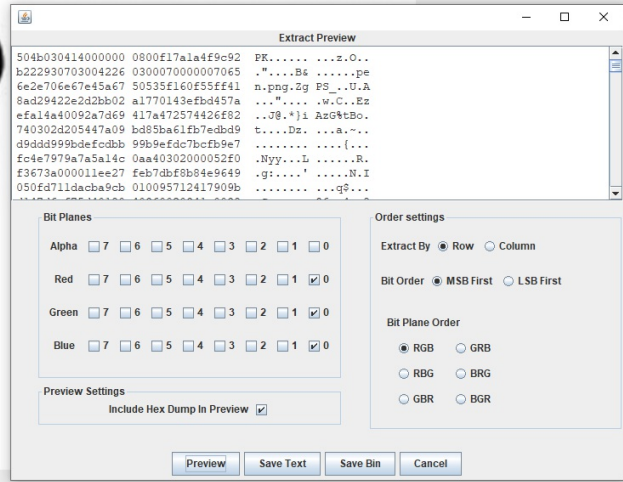 Extract Preview
504b030414000000 0800f17a1a4f9c92 PK...... ...z.O..
b222930703004226 0300070000007065 ."....B& ......pe
6e2e706e67e45a67 50535f160f55ff41 n.png.Zg PS_..U.A
8ad29422e2d2bb02 a1770143efbd457a ...".... .w.C..Ez
efa14a40092a7d69 417a472574426f82 ..J@.*}i AzG%tBo.
740302d205447a09 bd85ba61fb7edbd9 t....Dz. ...a.~..
d9ddd999bdefcdbb 99b9efdc7bcfb9e7 ........ ....{...
fc4e7979a7a5a14c 0aa40302000052f0 .Nyy...L ......R.
f3673a000011ee27 feb7dbf8b84e9649 .g:....' .....N.I
050fd711dacba9cb 010095712417909b ........ ...q$...
Bit Planes
Alpha 7 6 5 4 3 2 1 0
Red 7 6 5 4 3 2 1 0
Green 7 6 5 4 3 2 1 0
Blue 7 6 5 4 3 2 1 0
Preview Settings
Include Hex Dump In Preview
Order settings
Extract By Row Column
Bit Order MSB First LSB First
Bit Plane Order
RGB GRB
RBG BRG
GBR BGR
Preview Save Text Save Bin Cancel